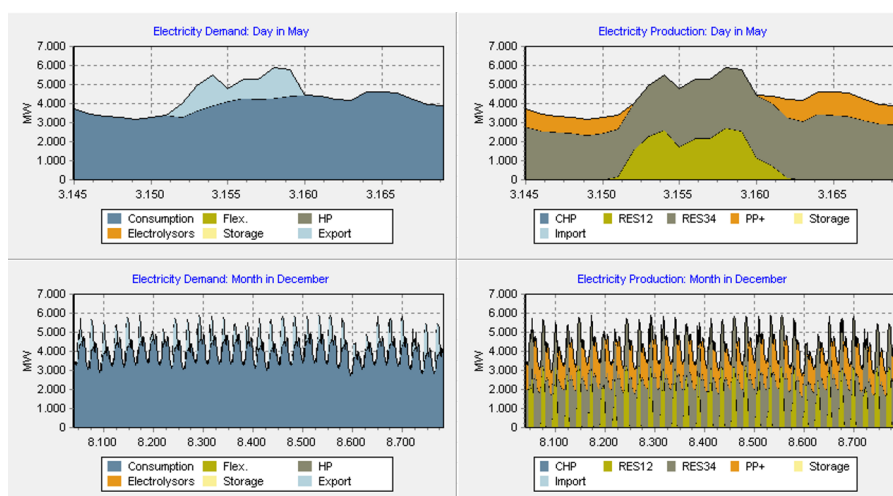 Electricity Demand: Day in May
7.000
6.000
5.000
4.000
3.000
2.000
1.000
0
MW
3.145 3.150 3.155 3.160 3.165
Consumption Flex. HP
Electrolysors Storage Export
Electricity Production: Day in May
7.000
6.000
5.000
4.000
3.000
2.000
1.000
0
MW
3.145 3.150 3.155 3.160 3.165
CHP RES12 RES34 PP+ Storage
Import
Electricity Demand: Month in December
7.000
6.000
5.000
4.000
3.000
2.000
1.000
0
MW
8.100 8.200 8.300 8.400 8.500 8.600 8.700
Consumption Flex. HP
Electrolysors Storage Export
Electricity Production: Month in December
7.000
6.000
5.000
4.000
3.000
2.000
1.000
0
MW
8.100 8.200 8.300 8.400 8.500 8.600 8.700
CHP RES12 RES34 PP+ Storage
Import